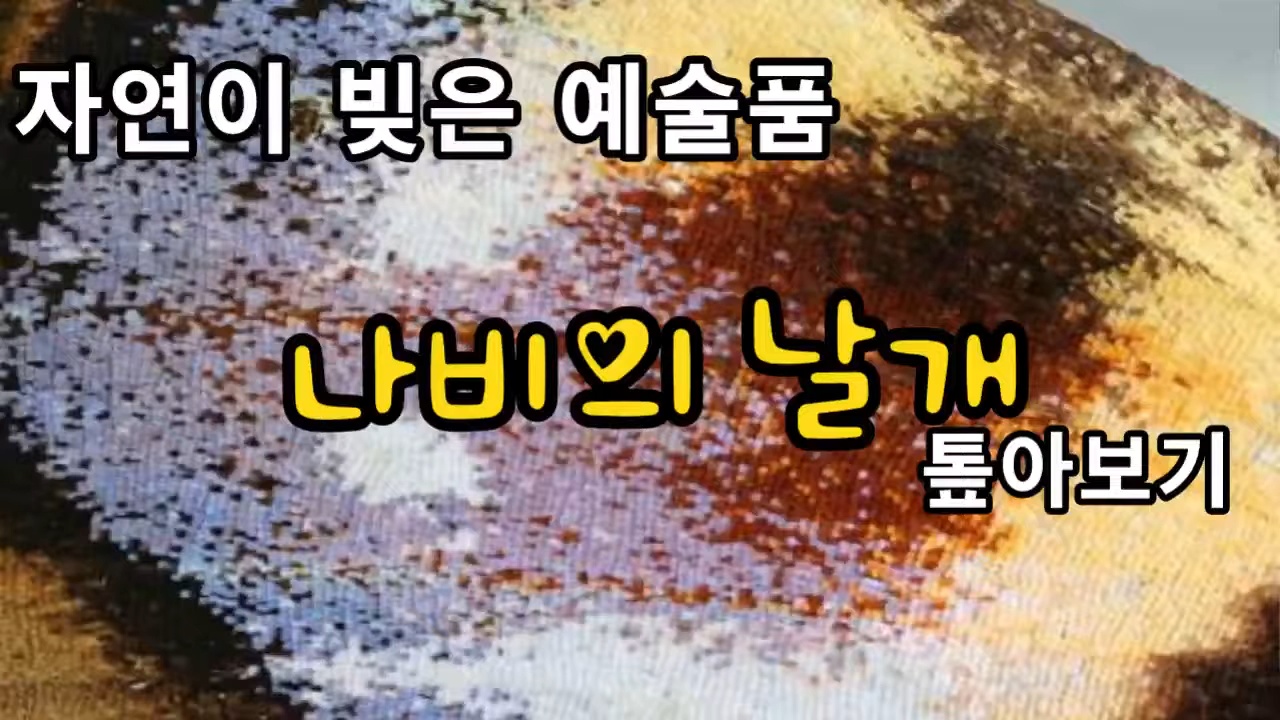 자연이 빚은 예술품
나비의 날개
톺아보기